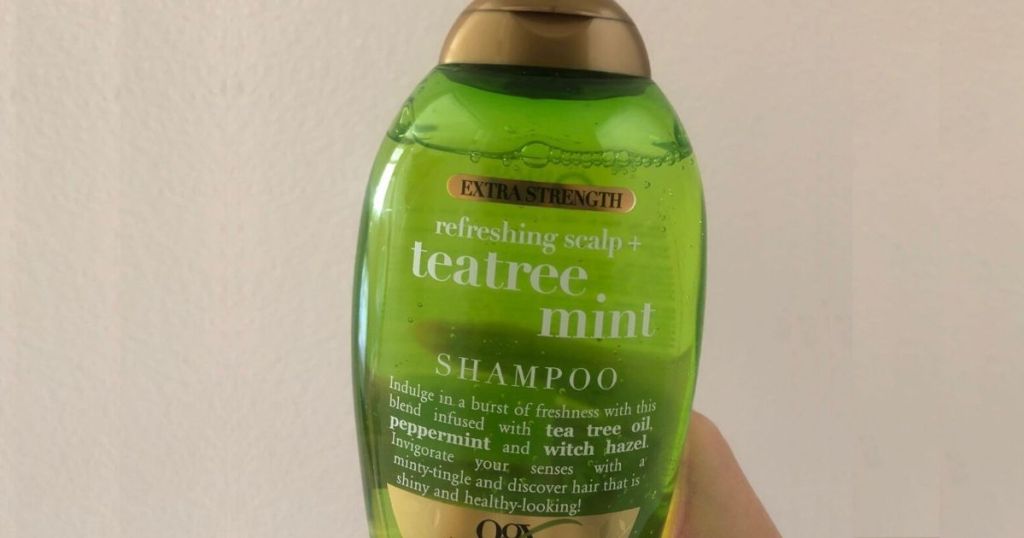 EXTRA STRENGTH
refreshing scalp +
teatree
mint
SHAMPOO
Indulge in a burst of freshness with this
blend infused with tea tree oil,
peppermint and witch hazel.
Invigorate your senses with a
minty-tingle and discover hair that is
shiny and healthy-looking!
ogx